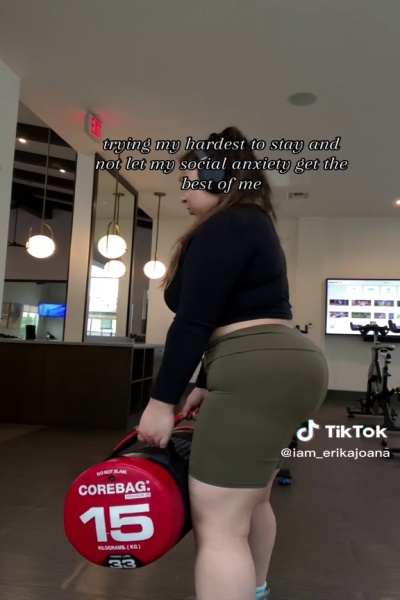 EXIT
trying my hardest to stay and
not let my social anxiety get the
best of me
TikTok
@iam_erikajoana
DO NOT SLAM.
COREBAG
15
KILOGRAMS (KG)
33